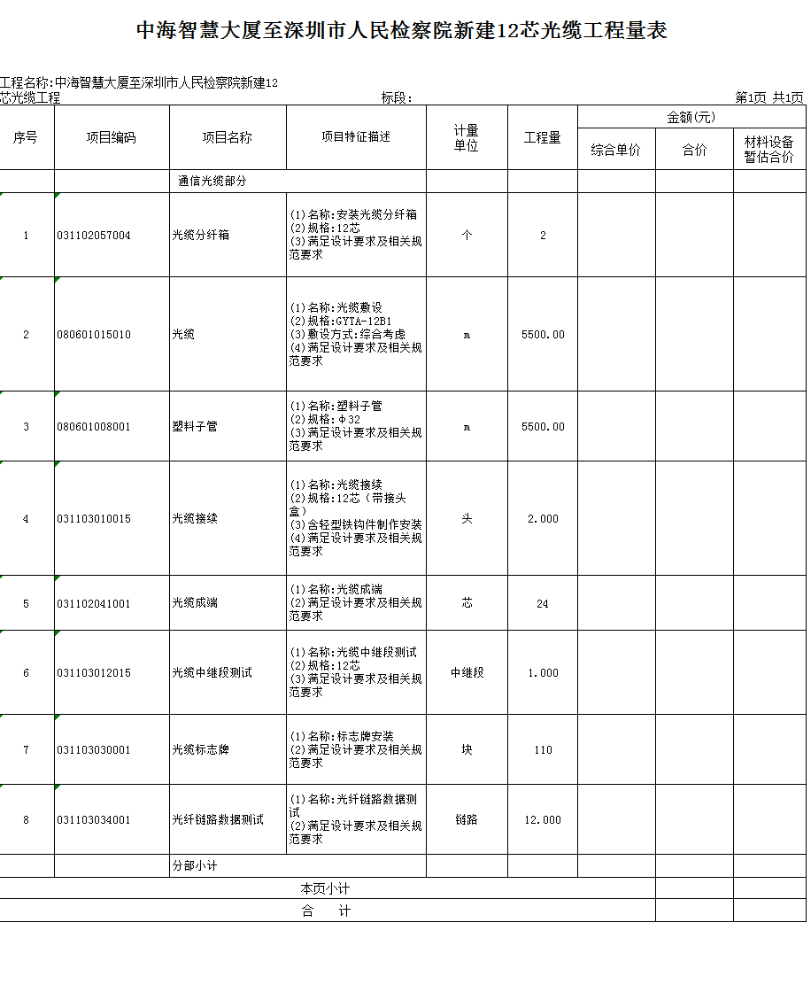 中海智慧大厦至深圳市人民检察院新建12芯光缆工程量表
工程名称:中海智慧大厦至深圳市人民检察院新建12
芯光缆工程
标段:
第1页 共1页
序号
项目编码
项目名称
项目特征描述
计量
单位
工程量
金额(元)
综合单价
合价
材料设备
暂估合价
通信光缆部分
1
031102057004
光缆分纤箱
(1)名称:安装光缆分纤箱
(2)规格:12芯
(3)满足设计要求及相关规
范要求
个
2
2
080601015010
光缆
(1)名称:光缆敷设
(2)规格:GYTA-12B1
(3)敷设方式:综合考虑
(4)满足设计要求及相关规
范要求
m
5500.00
3
080601008001
塑料子管
(1)名称:塑料子管
(2)规格:φ32
(3)满足设计要求及相关规
范要求
m
5500.00
4
031103010015
光缆接续
(1)名称:光缆接续
(2)规格:12芯（带接头
盒）
(3)含轻型铁钩件制作安装
(4)满足设计要求及相关规
范要求
头
2.000
5
031102041001
光缆成端
(1)名称:光缆成端
(2)满足设计要求及相关规
范要求
芯
24
6
031103012015
光缆中继段测试
(1)名称:光缆中继段测试
(2)规格:12芯
(3)满足设计要求及相关规
范要求
中继段
1.000
7
031103030001
光缆标志牌
(1)名称:标志牌安装
(2)满足设计要求及相关规
范要求
块
110
8
031103034001
光纤链路数据测试
(1)名称:光纤链路数据测
试
(2)满足设计要求及相关规
范要求
链路
12.000
分部小计
本页小计
合 计